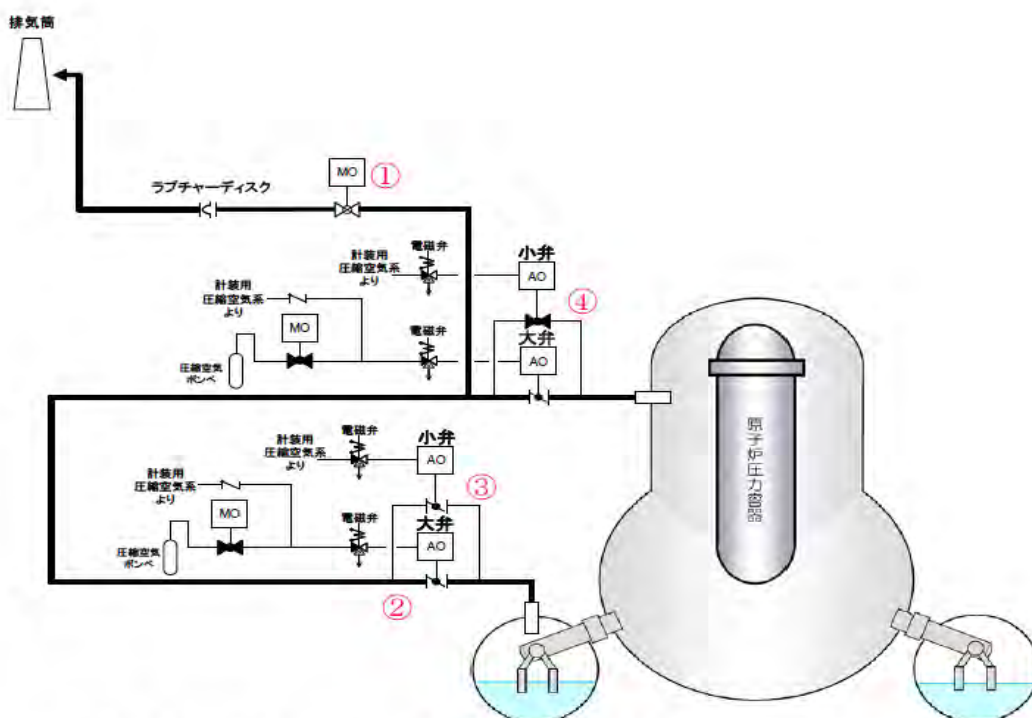 排気筒
MO
①
ラプチャーディスク
電磁弁
小弁
計装用
圧縮空気系
より
AO
④
計装用
圧縮空気系
より
MO
電磁弁
大弁
AO
圧縮空気
ボンベ
原子炉圧力容器
電磁弁
小弁
計装用
圧縮空気系
より
AO
③
計装用
圧縮空気系
より
MO
電磁弁
大弁
AO
圧縮空気
ボンベ
②